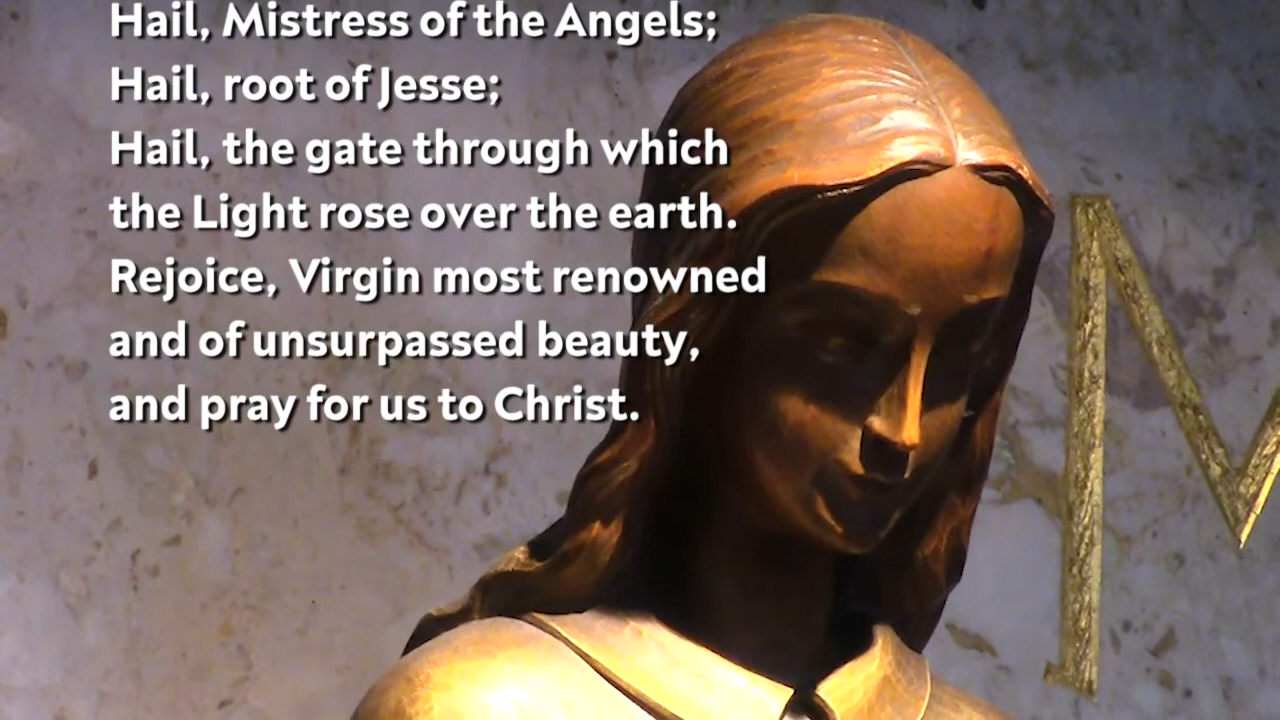 Hail, Mistress of the Angels;
Hail, root of Jesse;
Hail, the gate through which
the Light rose over the earth.
Rejoice, Virgin most renowned
and of unsurpassed beauty,
and pray for us to Christ.
M